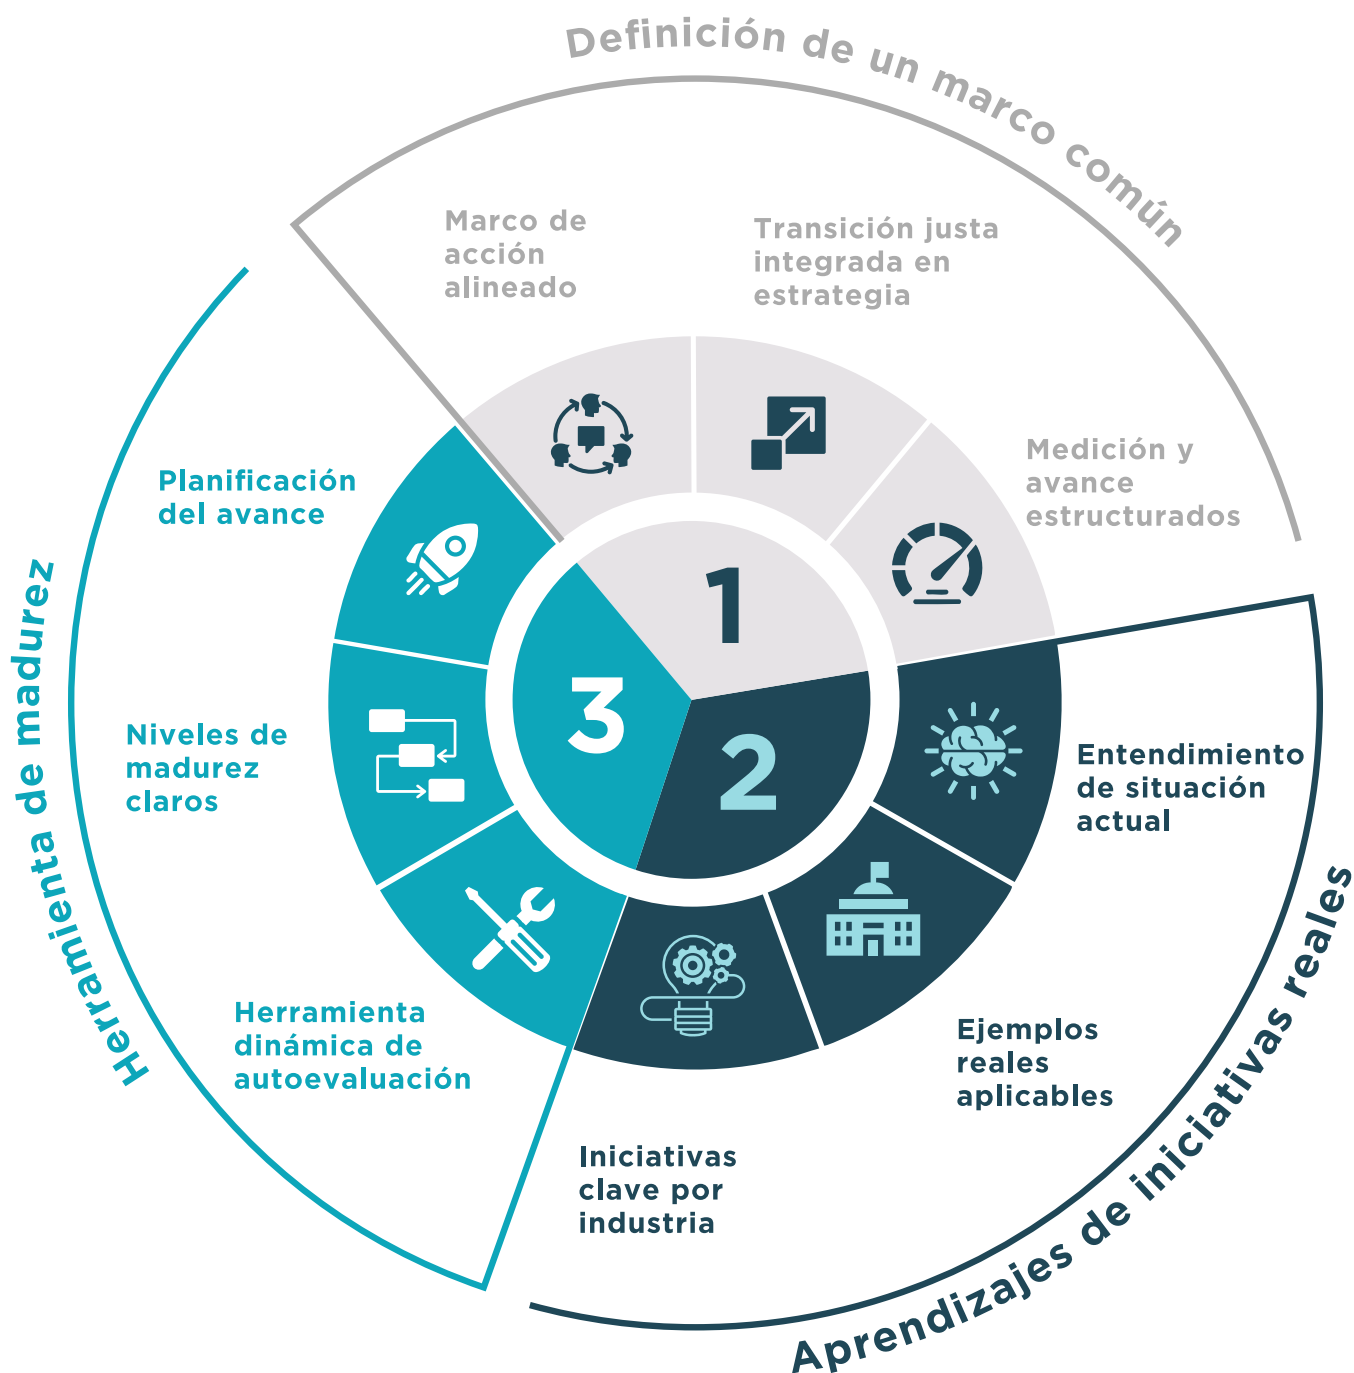 Definición de un marco común
Marco de
acción
alineado
Transición justa
integrada en
estrategia
Medición y
avance
estructurados
1
2
3
Entendimiento
de situación
actual
Ejemplos
reales
aplicables
Iniciativas
clave por
industria
Aprendizajes de iniciativas reales
Herramienta
dinámica de
autoevaluación
Niveles de
madurez
claros
Planificación
del avance
Herramienta de madurez